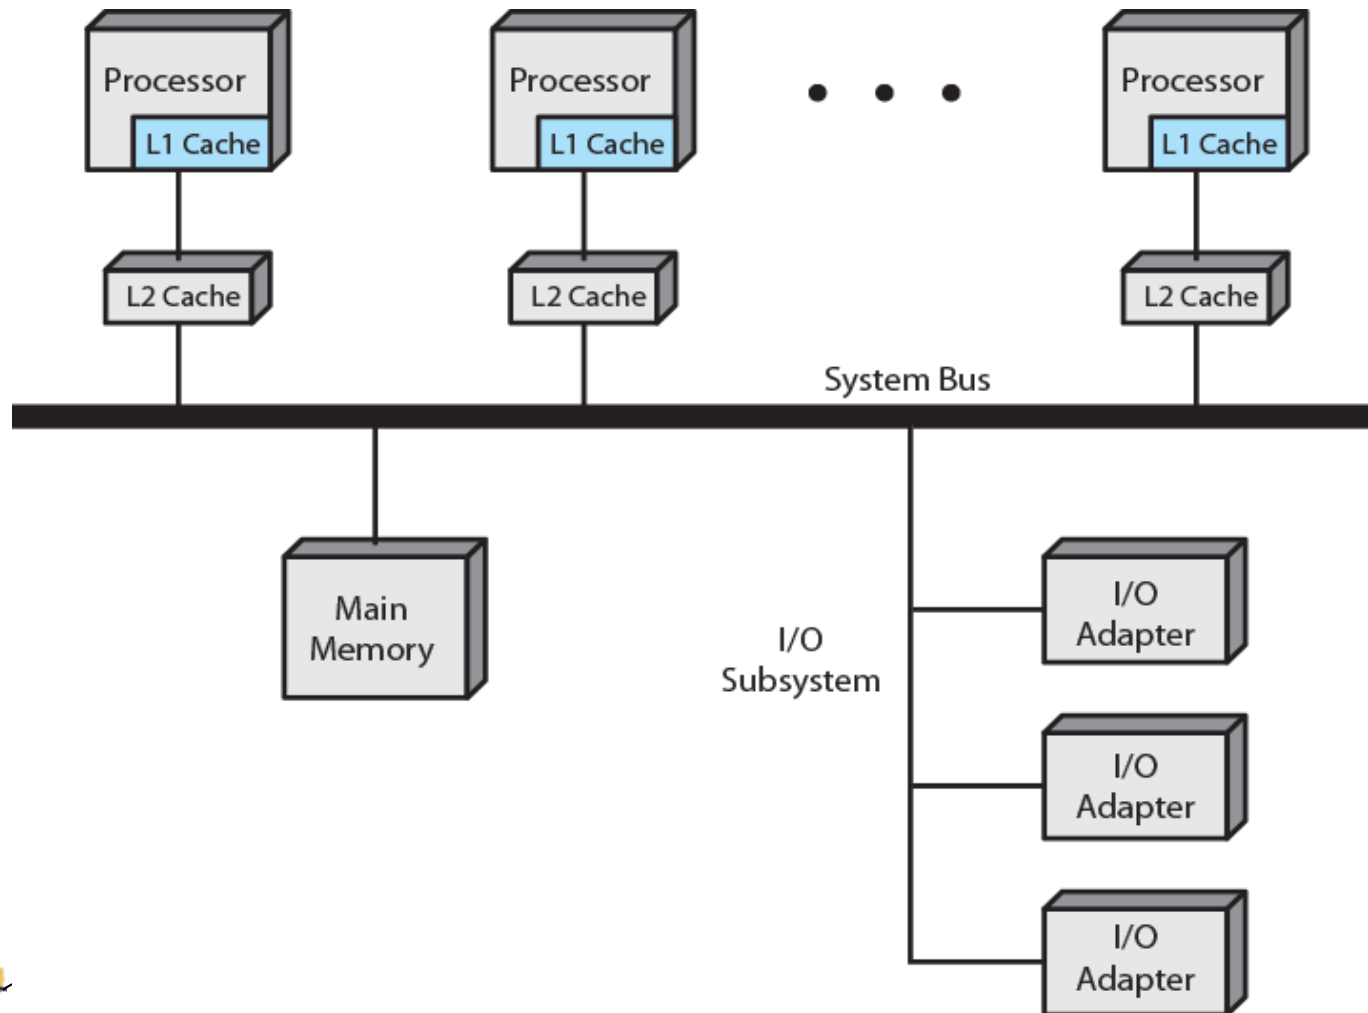 Processor
L1 Cache
Processor
L1 Cache
Processor
L1 Cache
L2 Cache
L2 Cache
L2 Cache
System Bus
Main
Memory
I/O
Subsystem
I/O
Adapter
I/O
Adapter
I/O
Adapter